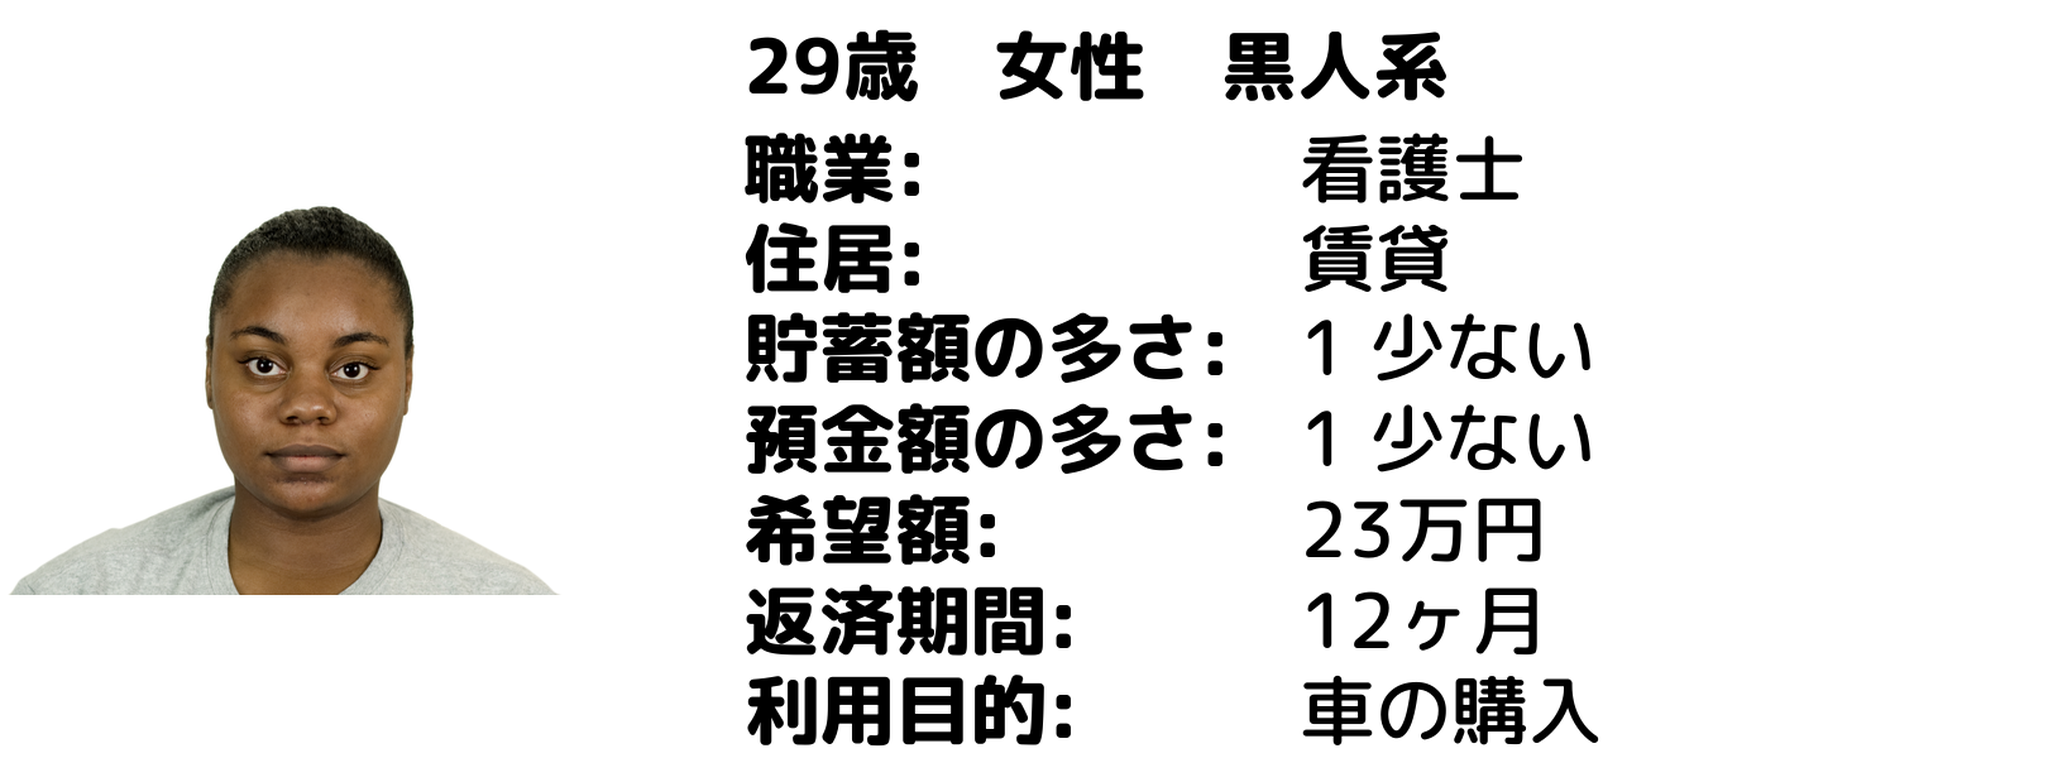 29歳　女性　黒人系
職業: 看護士
住居: 賃貸
貯蓄額の多さ: 1 少ない
預金額の多さ: 1 少ない
希望額: 23万円
返済期間: 12ヶ月
利用目的: 車の購入